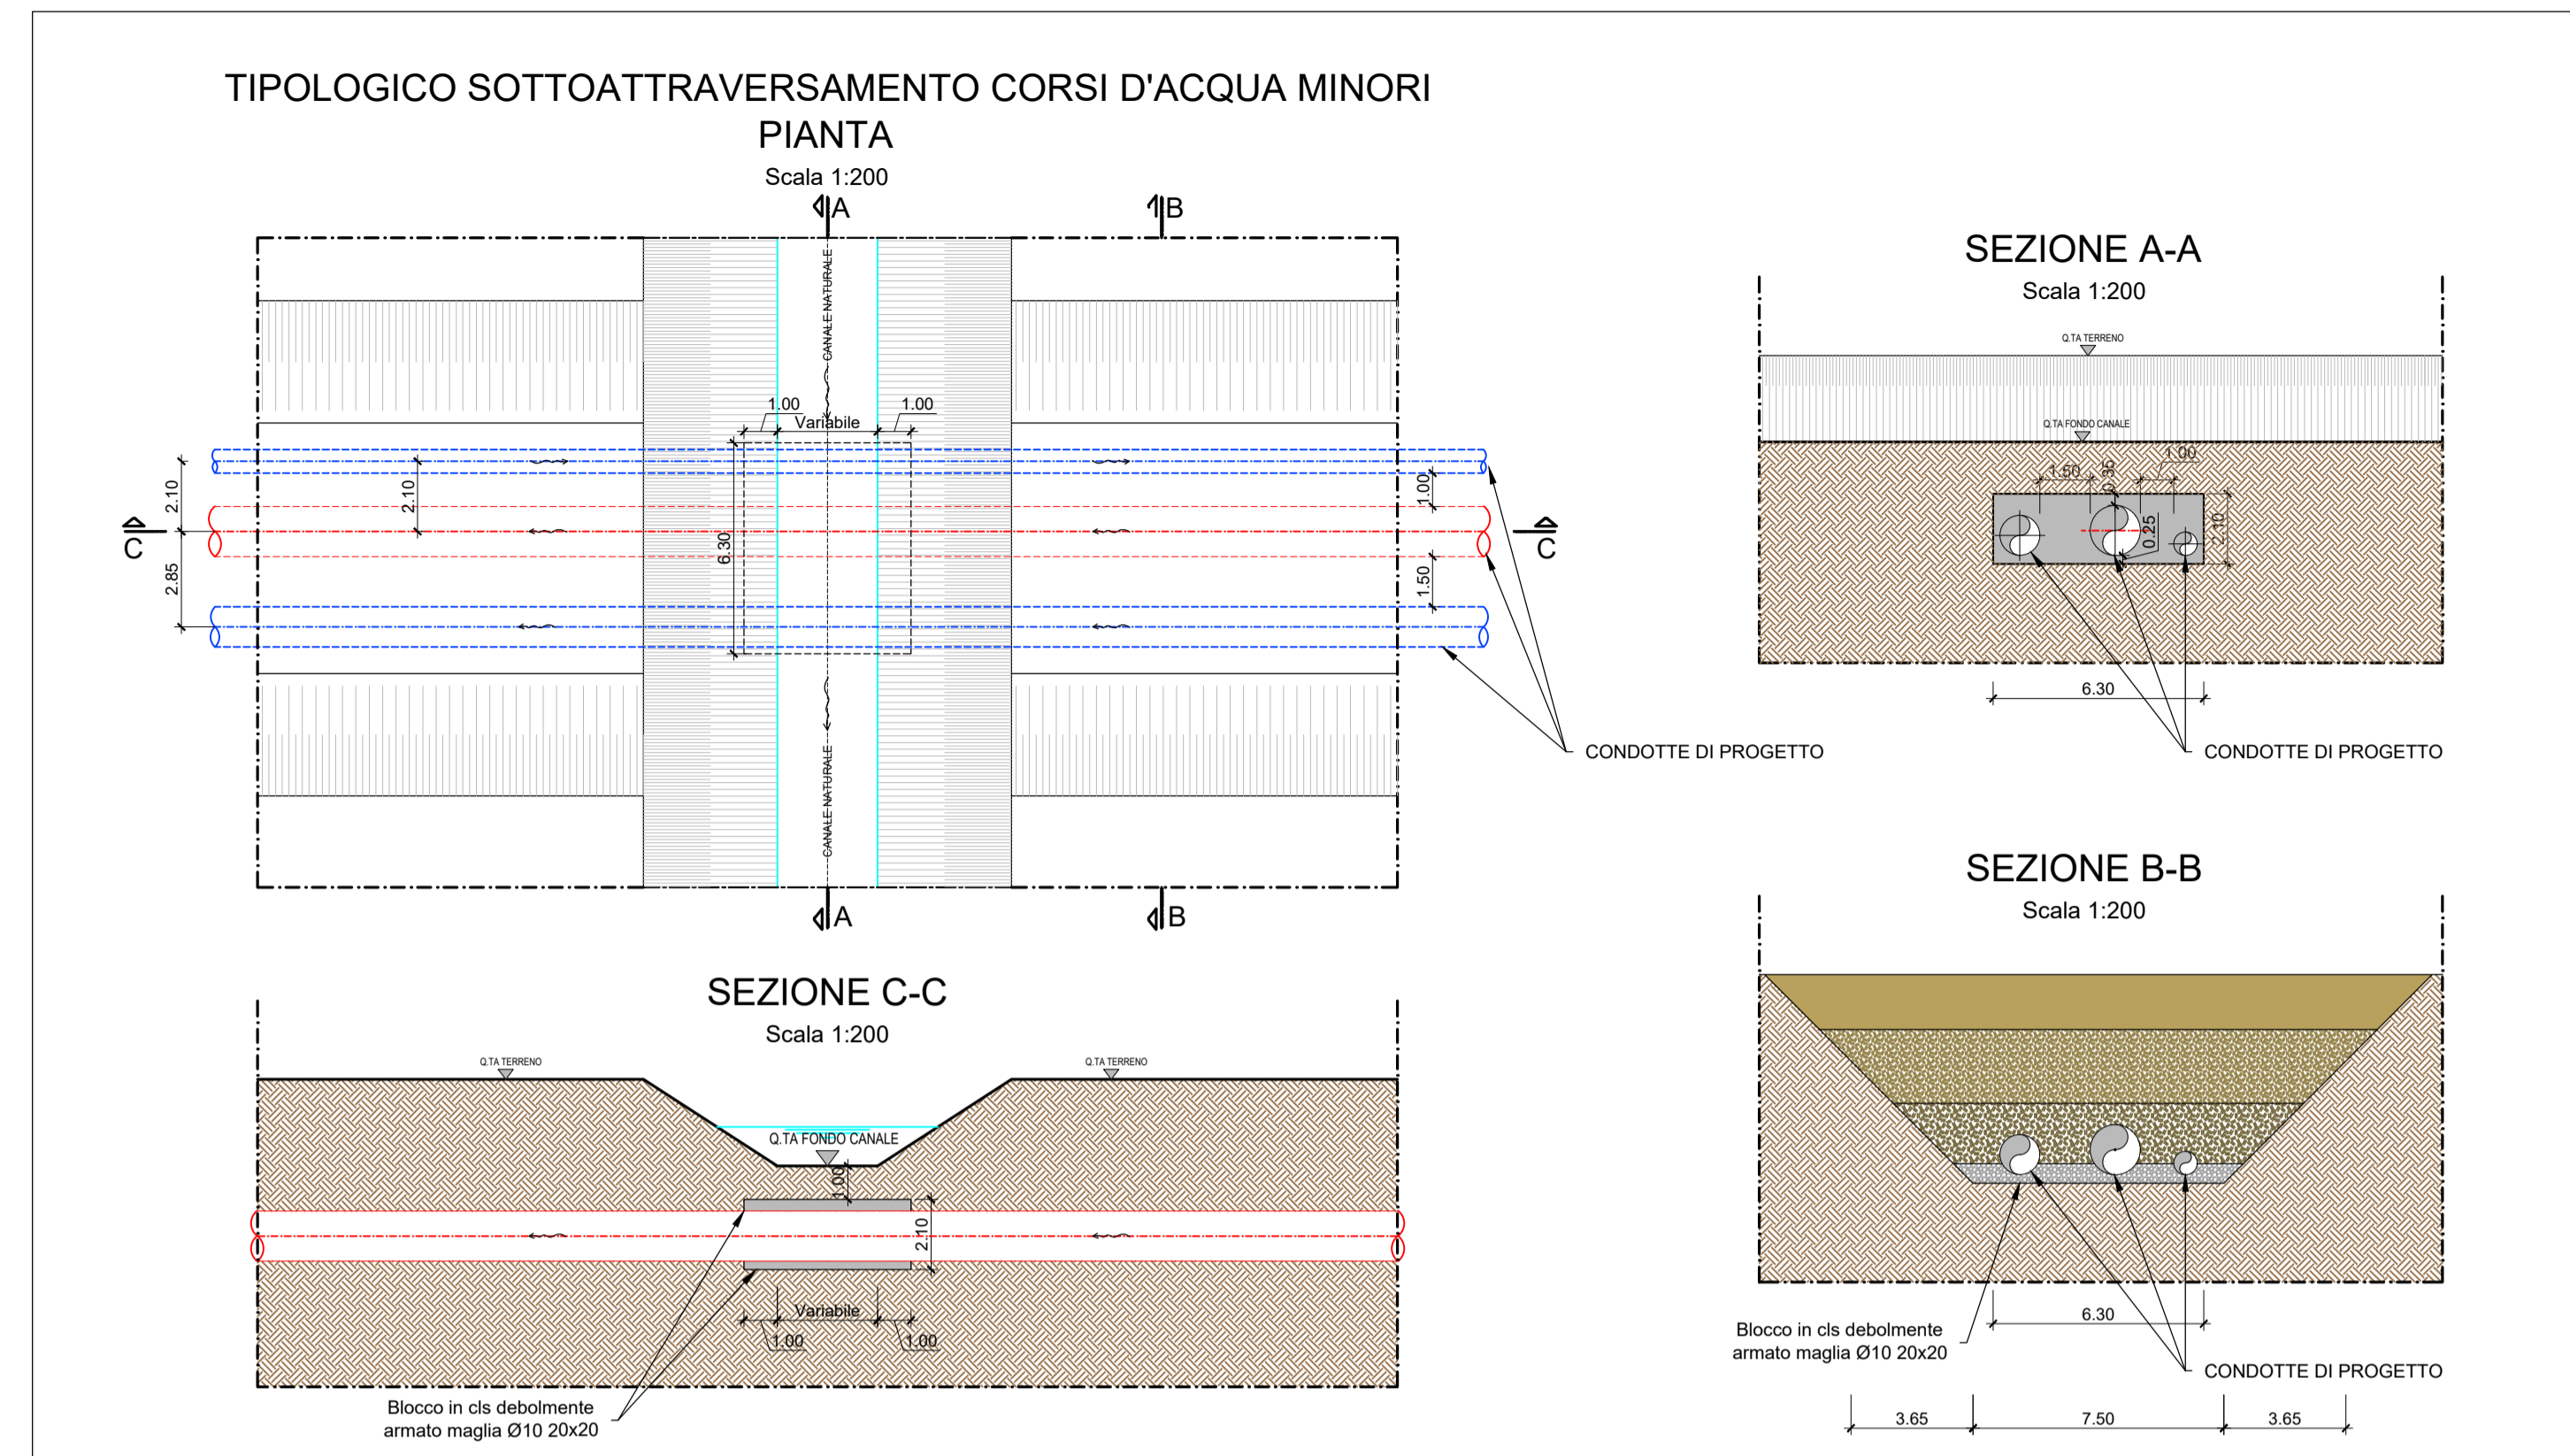 TIPOLOGICO SOTTOATTRAVERSAMENTO CORSI D'ACQUA MINORI
PIANTA
Scala 1:200
A
B
CANALE NATURALE
1.00
Variabile
1.00
2.10
2.10
2.85
6.30
1.00
1.50
C
C
CANALE NATURALE
CONDOTTE DI PROGETTO
A
B
SEZIONE A-A
Scala 1:200
Q.TA TERRENO
Q.TA FONDO CANALE
1.50
0.35
1.00
0.25
2.10
6.30
CONDOTTE DI PROGETTO
SEZIONE C-C
Scala 1:200
Q.TA TERRENO
Q.TA TERRENO
Q.TA FONDO CANALE
1.00
2.10
Variabile
1.00
1.00
Blocco in cls debolmente
armato maglia Ø10 20x20
SEZIONE B-B
Scala 1:200
6.30
Blocco in cls debolmente
armato maglia Ø10 20x20
CONDOTTE DI PROGETTO
3.65
7.50
3.65